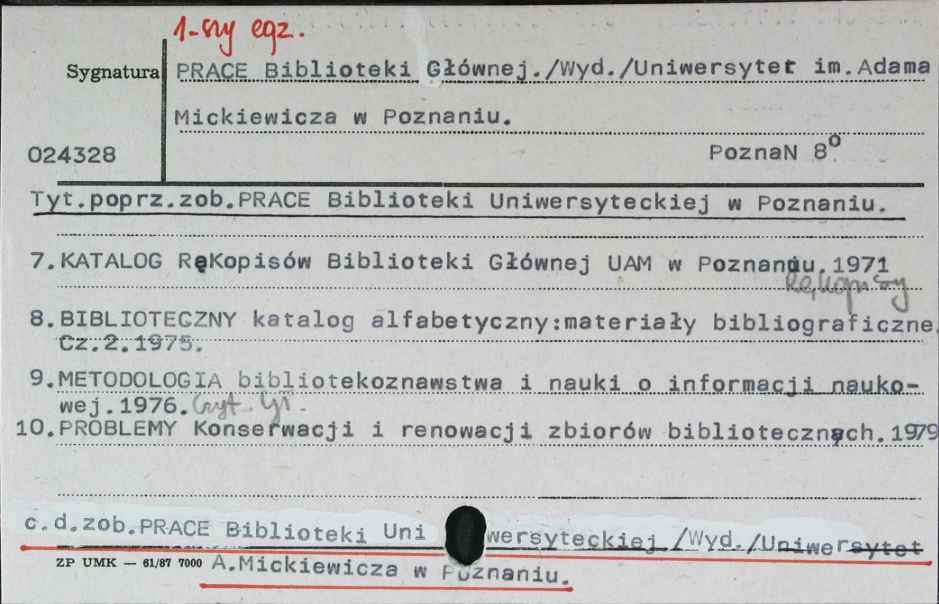 1-szy egz.
Sygnatura PRACE Biblioteki Głównej./Wyd./Uniwersytet im.Adama
Mickiewicza w Poznaniu.
024328 PoznaN 8⁰
Tyt.poprz.zob.PRACE Biblioteki Uniwersyteckiej w Poznaniu.
7.KATALOG RęKopisów Biblioteki Głównej UAM w Poznaniu.1971
Rękopisy
8.BIBLIOTECZNY katalog alfabetyczny:materiały bibliograficzne.
Cz.2.1975.
9.METODOLOGIA bibliotekoznawstwa i nauki o informacji nauko-
wej.1976.Czyt.
10.PROBLEMY Konserwacji i renowacji zbiorów bibliotecznych.1979
c.d.zob.PRACE Biblioteki Uniwersyteckiej /Wyd./Uniwersytet
ZP UMK — 61/87 7000 A.Mickiewicza w Poznaniu.